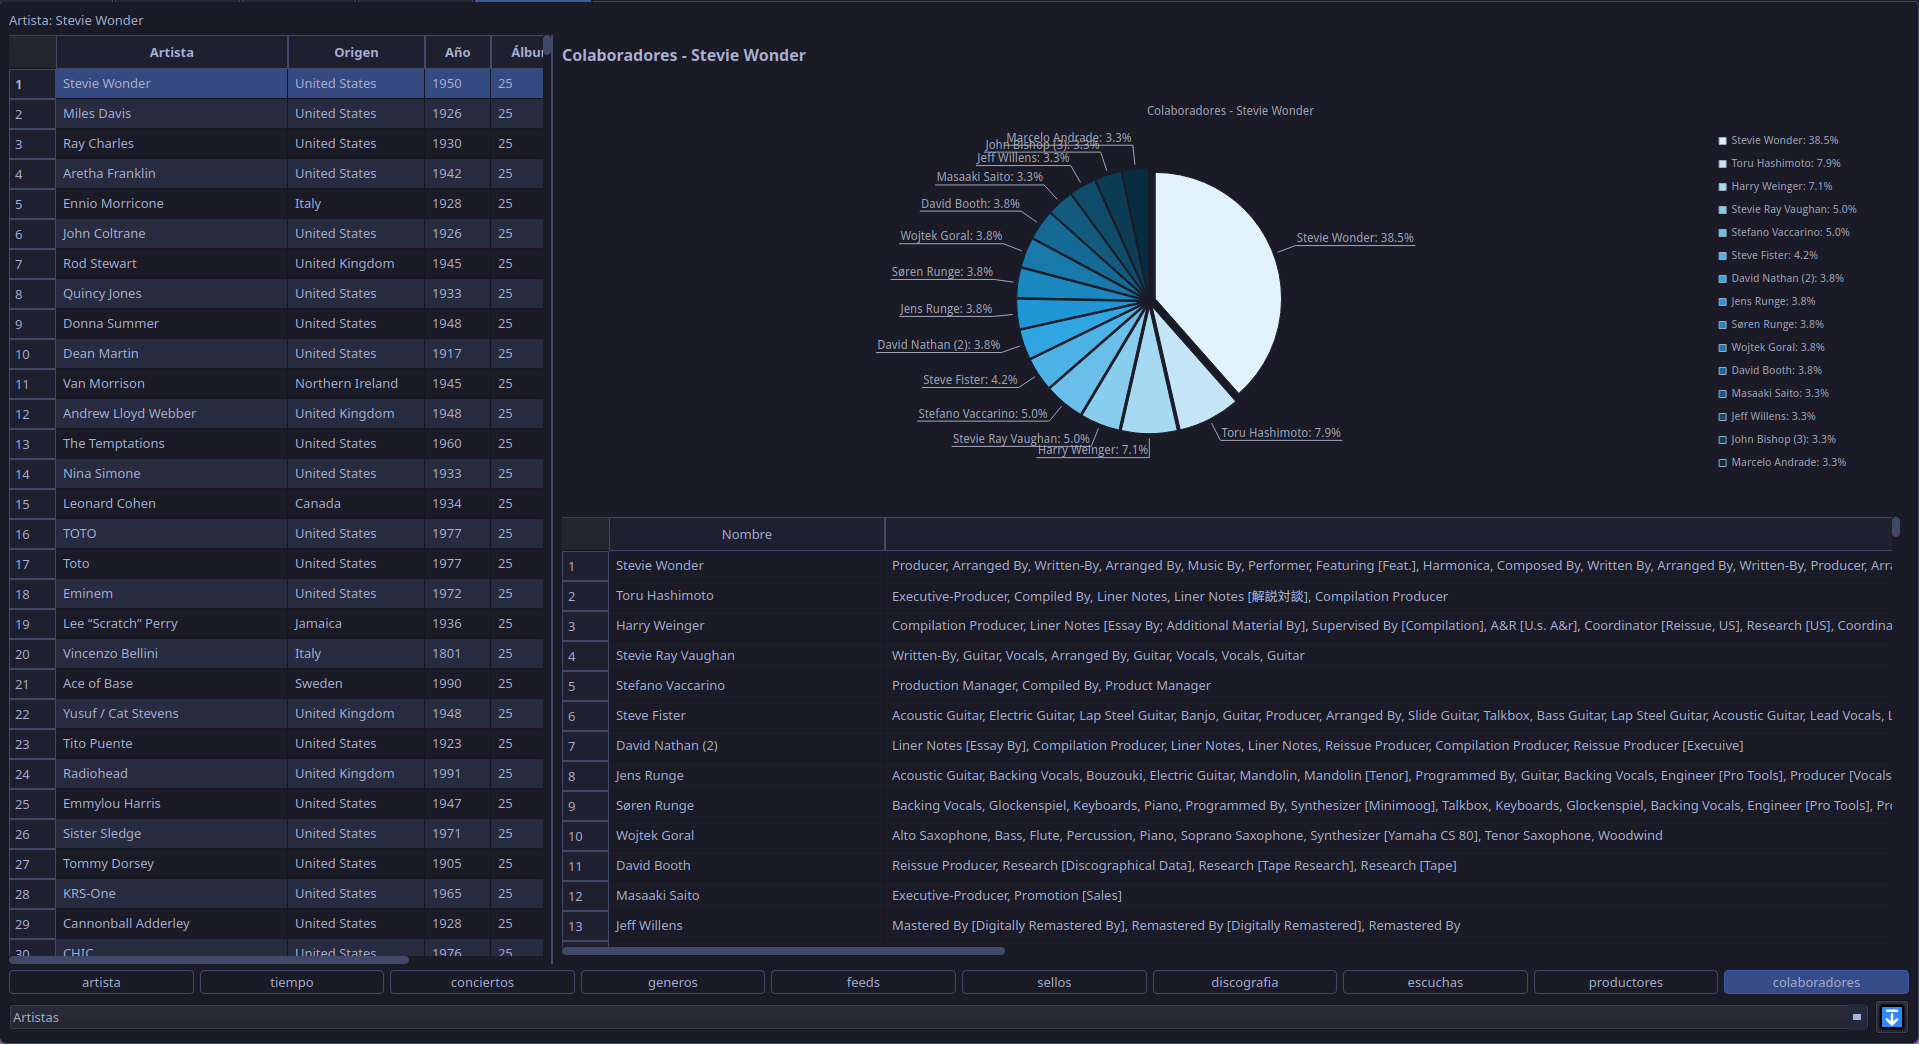 Artista: Stevie Wonder
Artista Origen Año Álbu
1 Stevie Wonder United States 1950 25
2 Miles Davis United States 1926 25
3 Ray Charles United States 1930 25
4 Aretha Franklin United States 1942 25
5 Ennio Morricone Italy 1928 25
6 John Coltrane United States 1926 25
7 Rod Stewart United Kingdom 1945 25
8 Quincy Jones United States 1933 25
9 Donna Summer United States 1948 25
10 Dean Martin United States 1917 25
11 Van Morrison Northern Ireland 1945 25
12 Andrew Lloyd Webber United Kingdom 1948 25
13 The Temptations United States 1960 25
14 Nina Simone United States 1933 25
15 Leonard Cohen Canada 1934 25
16 TOTO United States 1977 25
17 Toto United States 1977 25
18 Eminem United States 1972 25
19 Lee “Scratch” Perry Jamaica 1936 25
20 Vincenzo Bellini Italy 1801 25
21 Ace of Base Sweden 1990 25
22 Yusuf / Cat Stevens United Kingdom 1948 25
23 Tito Puente United States 1923 25
24 Radiohead United Kingdom 1991 25
25 Emmylou Harris United States 1947 25
26 Sister Sledge United States 1971 25
27 Tommy Dorsey United States 1905 25
28 KRS-One United States 1965 25
29 Cannonball Adderley United States 1928 25
30 CHIC United States 1976 25
Colaboradores - Stevie Wonder
Colaboradores - Stevie Wonder
Marcelo Andrade: 3.3%
John Bishop (3): 3.3%
Jeff Willens: 3.3%
Masaaki Saito: 3.3%
David Booth: 3.8%
Wojtek Goral: 3.8%
Søren Runge: 3.8%
Jens Runge: 3.8%
David Nathan (2): 3.8%
Steve Fister: 4.2%
Stefano Vaccarino: 5.0%
Stevie Ray Vaughan: 5.0%
Harry Weinger: 7.1%
Toru Hashimoto: 7.9%
Stevie Wonder: 38.5%
Stevie Wonder: 38.5%
Toru Hashimoto: 7.9%
Harry Weinger: 7.1%
Stevie Ray Vaughan: 5.0%
Stefano Vaccarino: 5.0%
Steve Fister: 4.2%
David Nathan (2): 3.8%
Jens Runge: 3.8%
Søren Runge: 3.8%
Wojtek Goral: 3.8%
David Booth: 3.8%
Masaaki Saito: 3.3%
Jeff Willens: 3.3%
John Bishop (3): 3.3%
Marcelo Andrade: 3.3%
Nombre
1 Stevie Wonder Producer, Arranged By, Written-By, Arranged By, Music By, Performer, Featuring [Feat.], Harmonica, Composed By, Written By, Arranged By, Written-By, Producer, Arra
2 Toru Hashimoto Executive-Producer, Compiled By, Liner Notes, Liner Notes [解説対談], Compilation Producer
3 Harry Weinger Compilation Producer, Liner Notes [Essay By; Additional Material By], Supervised By [Compilation], A&R [U.s. A&r], Coordinator [Reissue, US], Research [US], Coordina
4 Stevie Ray Vaughan Written-By, Guitar, Vocals, Arranged By, Guitar, Vocals, Vocals, Guitar
5 Stefano Vaccarino Production Manager, Compiled By, Product Manager
6 Steve Fister Acoustic Guitar, Electric Guitar, Lap Steel Guitar, Banjo, Guitar, Producer, Arranged By, Slide Guitar, Talkbox, Bass Guitar, Lap Steel Guitar, Acoustic Guitar, Lead Vocals, L
7 David Nathan (2) Liner Notes [Essay By], Compilation Producer, Liner Notes, Liner Notes, Reissue Producer, Compilation Producer, Reissue Producer [Execuive]
8 Jens Runge Acoustic Guitar, Backing Vocals, Bouzouki, Electric Guitar, Mandolin, Mandolin [Tenor], Programmed By, Guitar, Backing Vocals, Engineer [Pro Tools], Producer [Vocals
9 Søren Runge Backing Vocals, Glockenspiel, Keyboards, Piano, Programmed By, Synthesizer [Minimoog], Talkbox, Keyboards, Glockenspiel, Backing Vocals, Engineer [Pro Tools], Pro
10 Wojtek Goral Alto Saxophone, Bass, Flute, Percussion, Piano, Soprano Saxophone, Synthesizer [Yamaha CS 80], Tenor Saxophone, Woodwind
11 David Booth Reissue Producer, Research [Discographical Data], Research [Tape Research], Research [Tape]
12 Masaaki Saito Executive-Producer, Promotion [Sales]
13 Jeff Willens Mastered By [Digitally Remastered By], Remastered By [Digitally Remastered], Remastered By
artista tiempo conciertos generos feeds sellos discografia escuchas productores colaboradores
Artistas